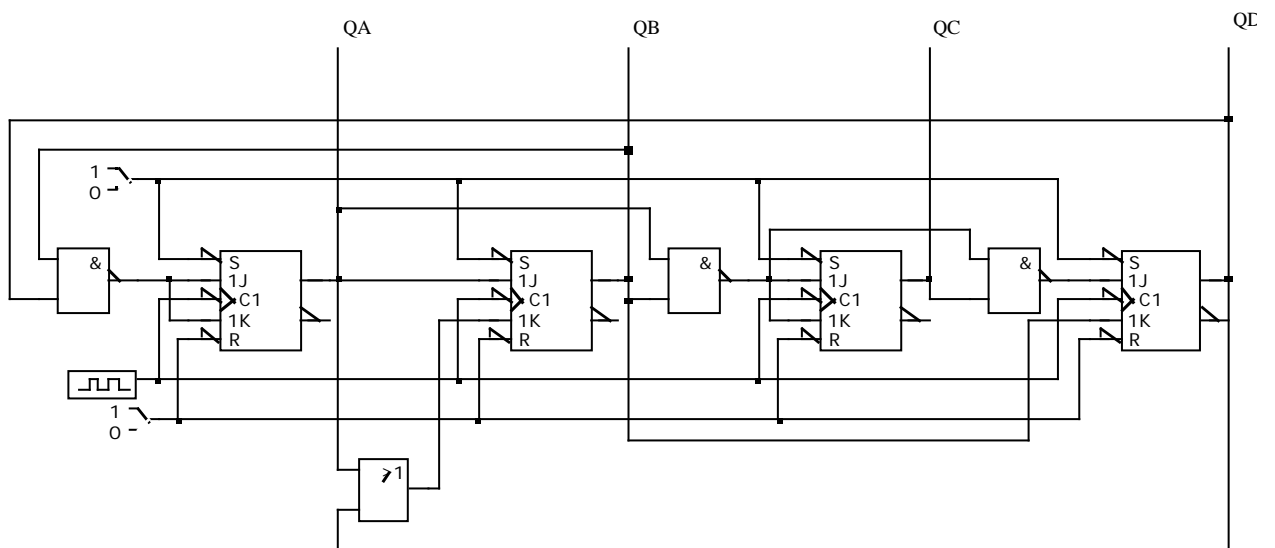 QA QB QC QD
1
0
& & &
S S S S
1J 1J 1J 1J
C1 C1 C1 C1
1K 1K 1K 1K
R R R R
1
0
≥1